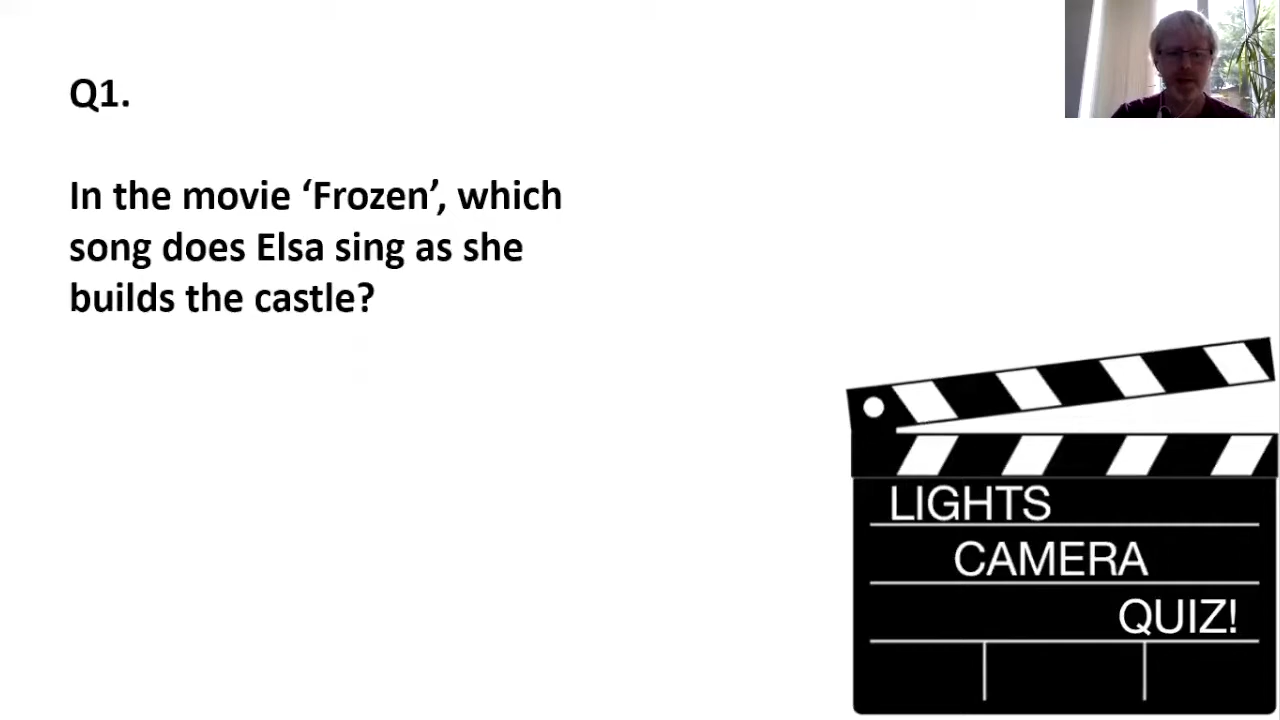 Q1.
In the movie ‘Frozen’, which
song does Elsa sing as she
builds the castle?
LIGHTS
CAMERA
QUIZ!